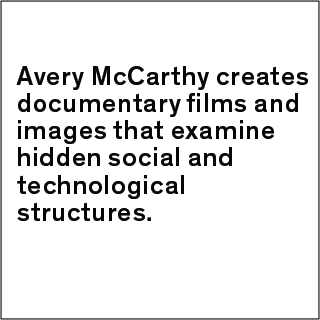 Avery McCarthy creates
documentary films and
images that examine
hidden social and
technological
structures.